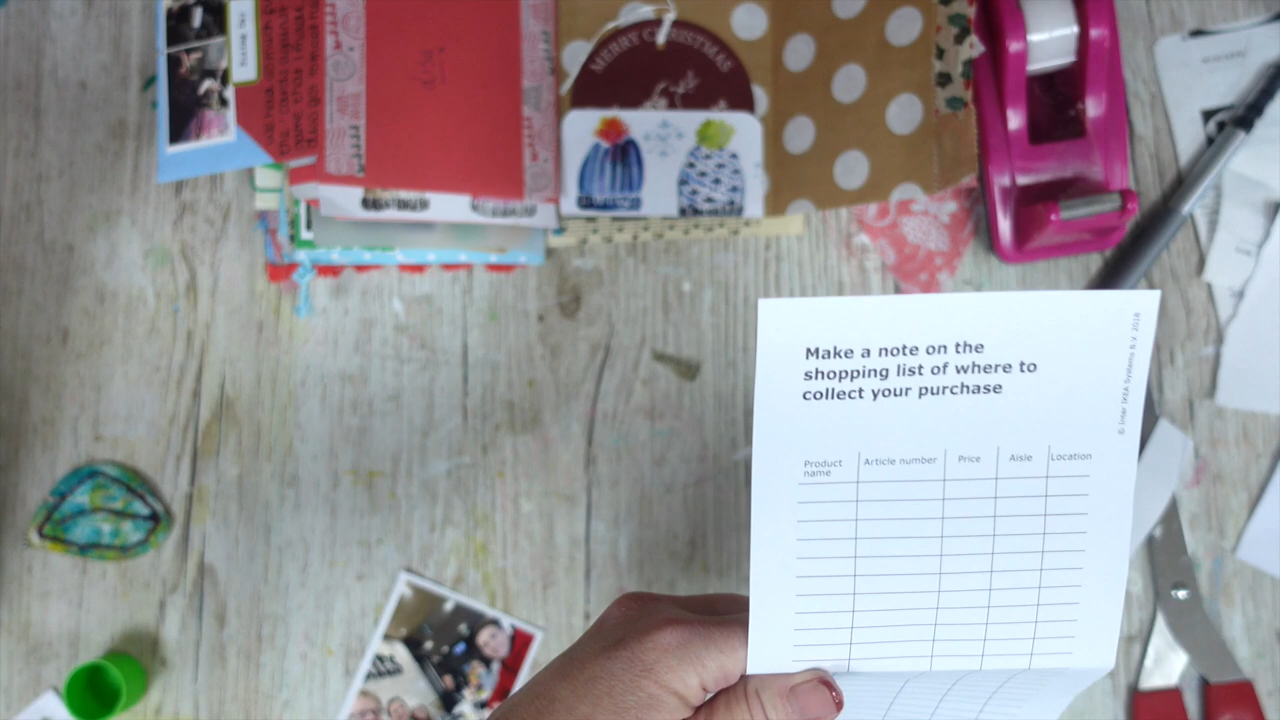 MERRY CHRISTMAS
Make a note on the
shopping list of where to
collect your purchase
© Inter IKEA Systems B.V. 2018
Product
name
Article number
Price
Aisle
Location